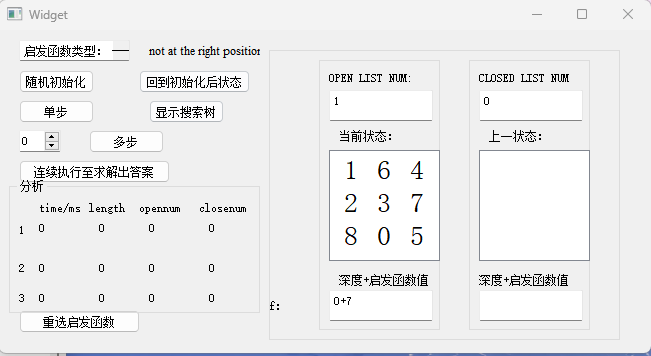 Widget
启发函数类型： — not at the right position
随机初始化 回到初始化后状态
单步 显示搜索树
0 多步
连续执行至求解出答案
分析
time/ms length opennum closenum
1 0 0 0 0
2 0 0 0 0
3 0 0 0 0
重选启发函数
f:
OPEN LIST NUM:
1
当前状态：
1 6 4
2 3 7
8 0 5
深度+启发函数值
0+7
CLOSED LIST NUM
0
上一状态：
深度+启发函数值